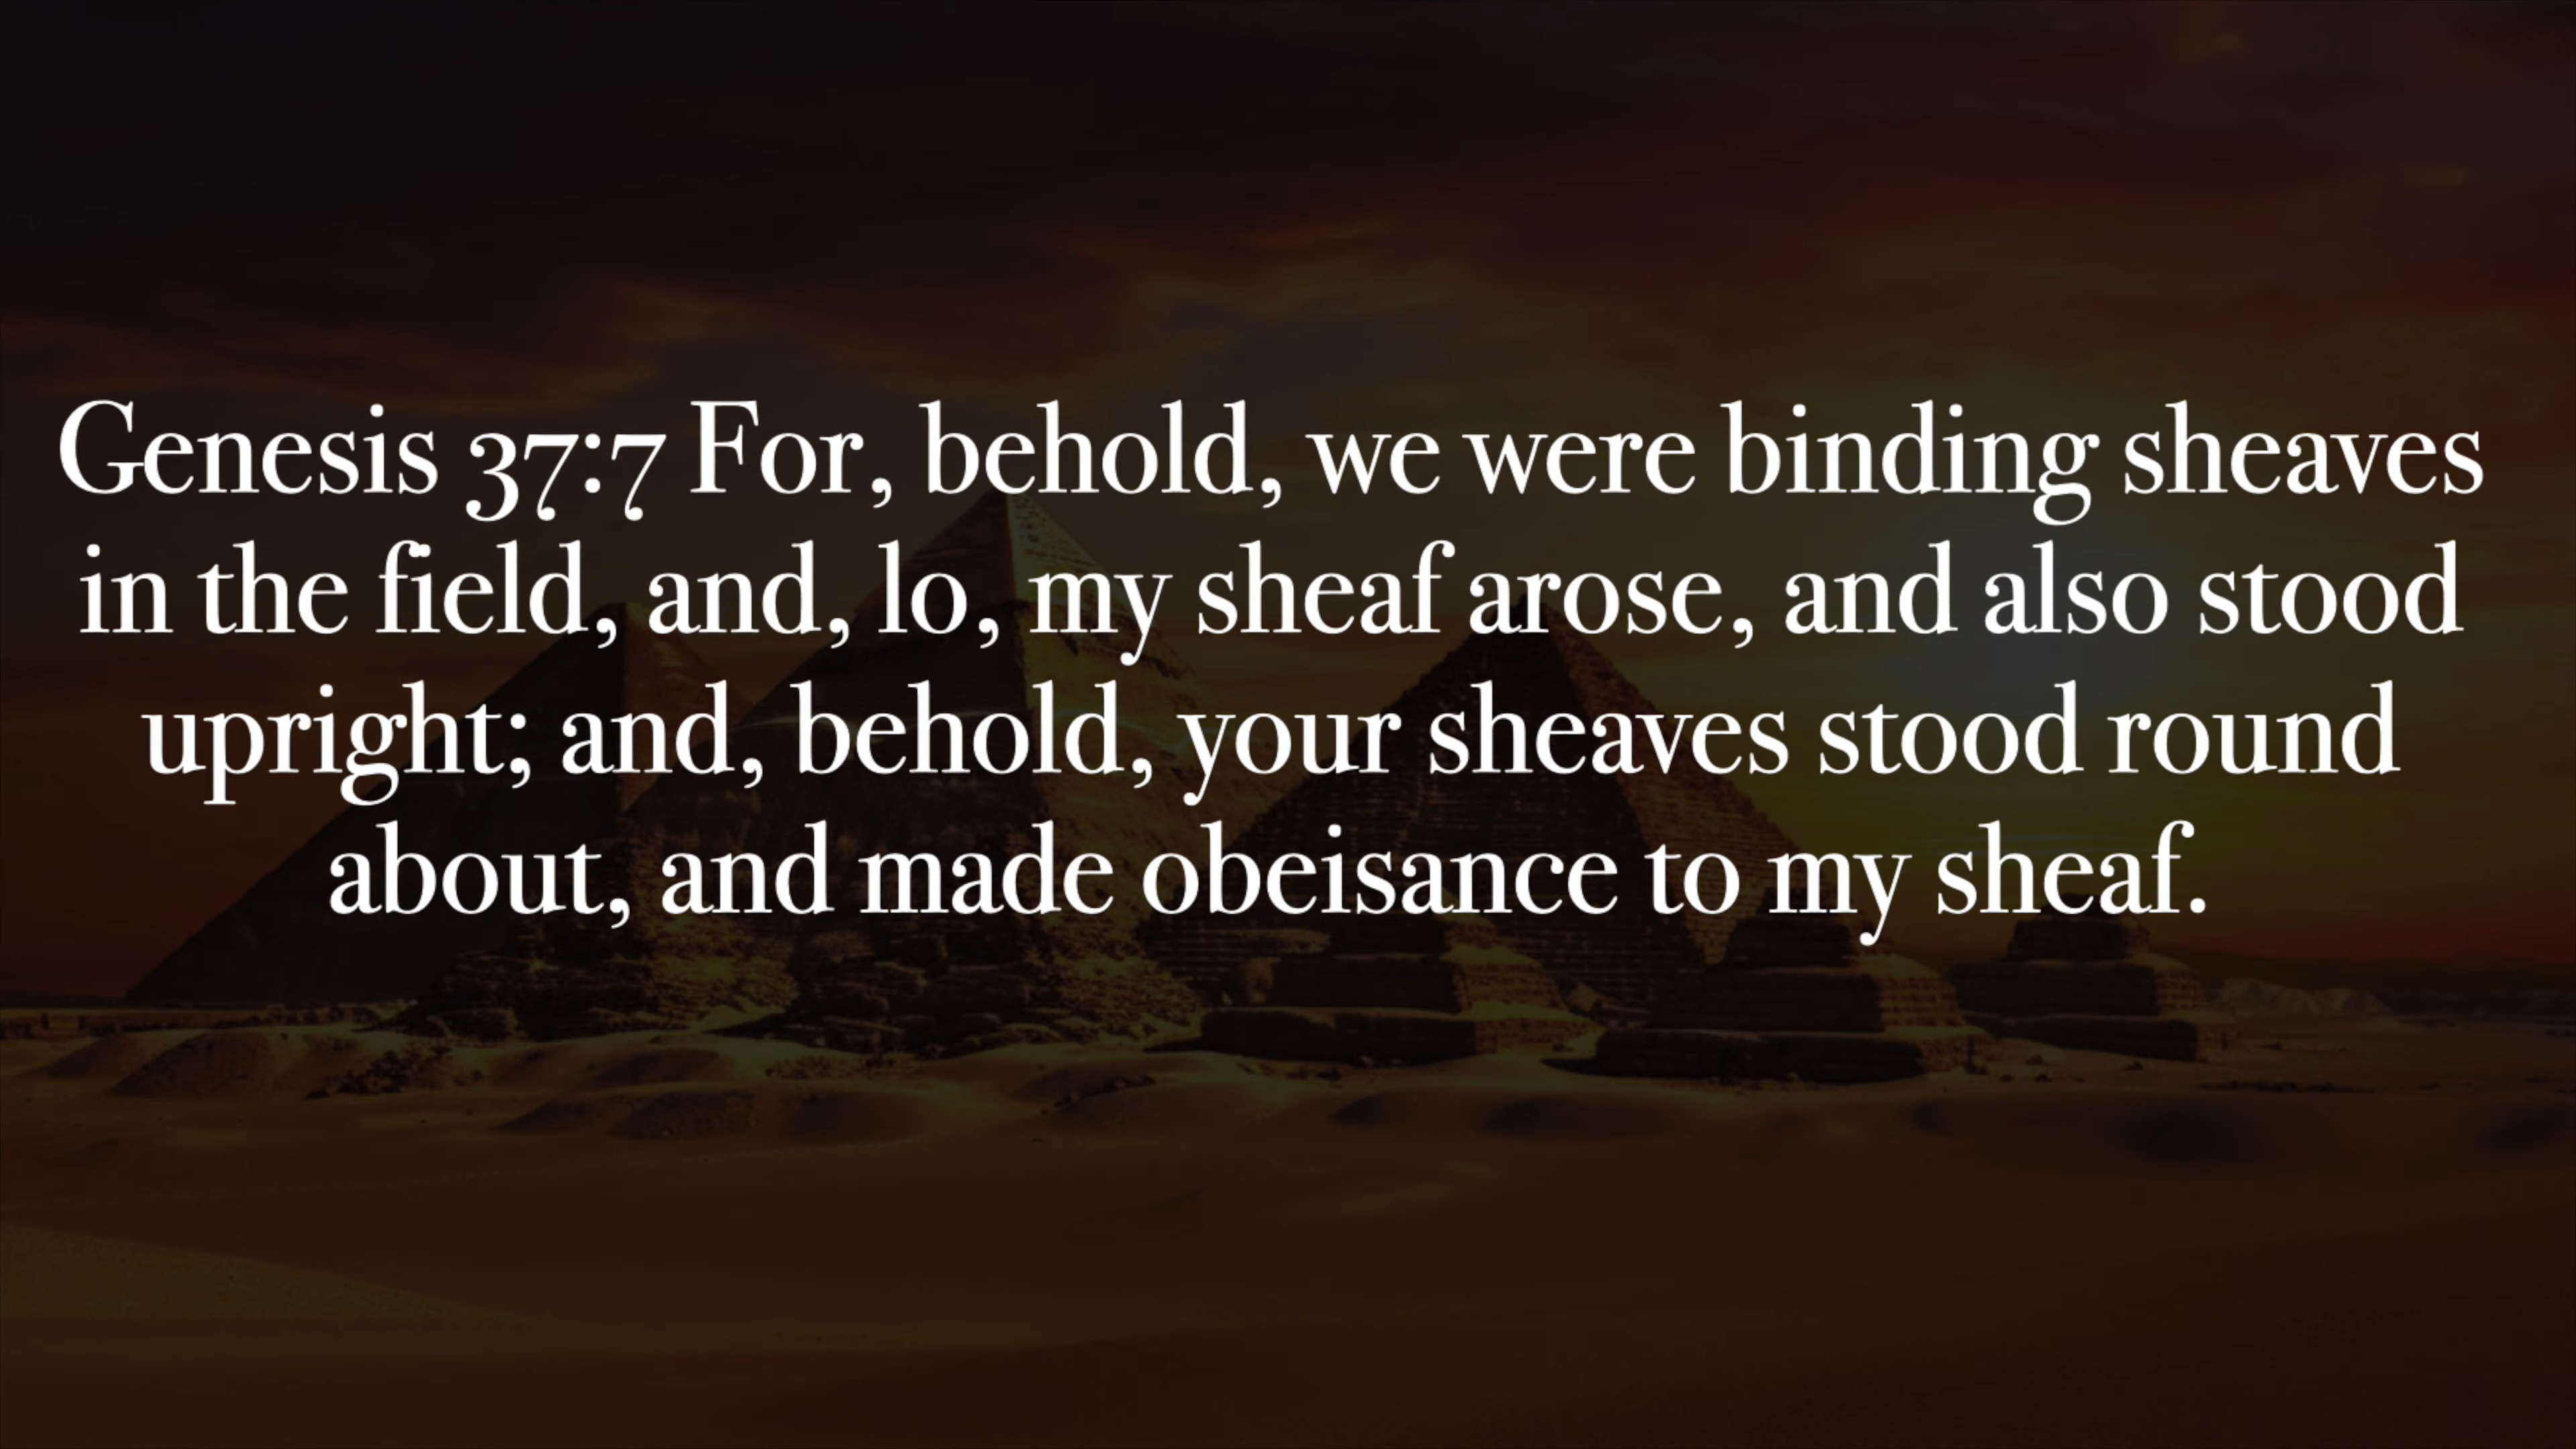 Genesis 37:7 For, behold, we were binding sheaves
in the field, and, lo, my sheaf arose, and also stood
upright; and, behold, your sheaves stood round
about, and made obeisance to my sheaf.